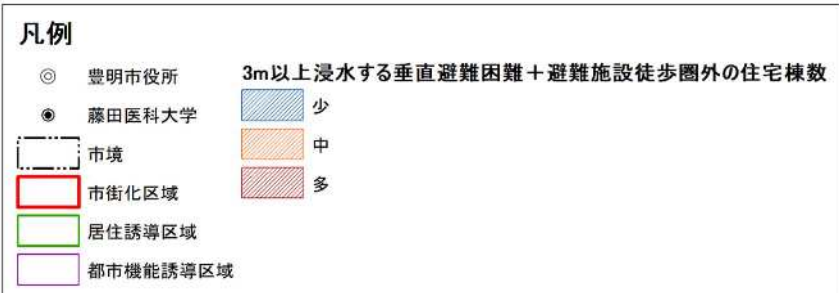 凡例
豊明市役所
藤田医科大学
市境
市街化区域
居住誘導区域
都市機能誘導区域
3m以上浸水する垂直避難困難+避難施設徒歩圏外の住宅棟数
少
中
多